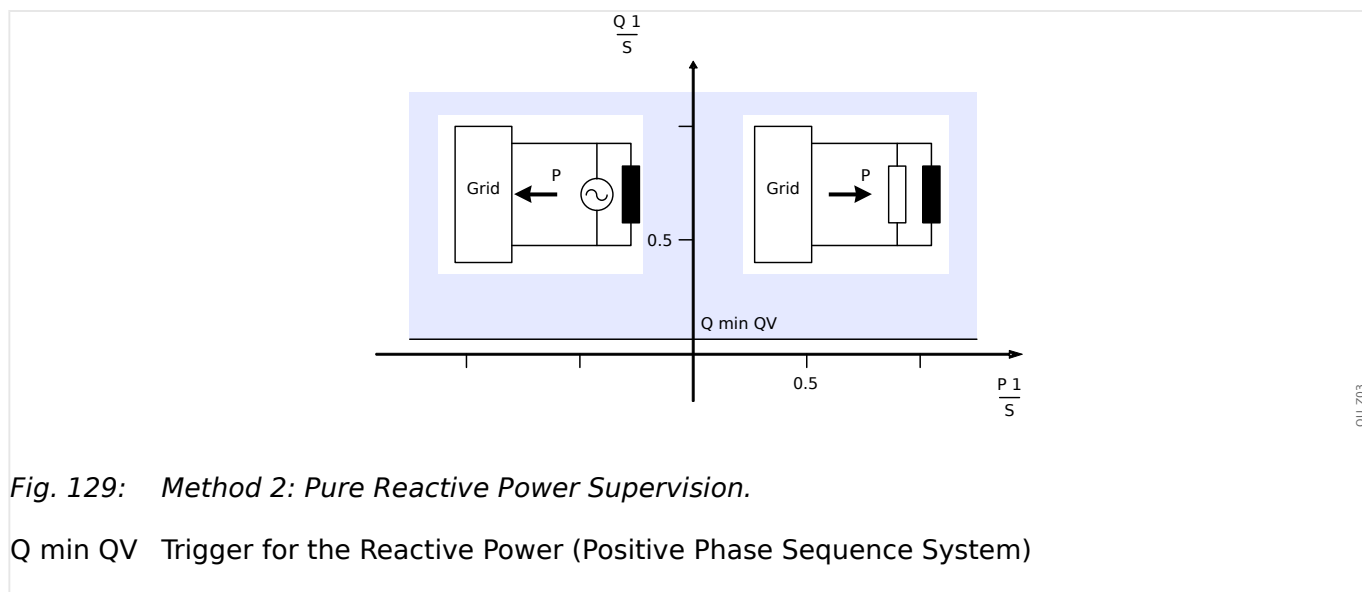 Q 1
S
Grid
P
Grid
P
0.5
Q min QV
0.5
P 1
S
Fig. 129: Method 2: Pure Reactive Power Supervision.
Q min QV Trigger for the Reactive Power (Positive Phase Sequence System)